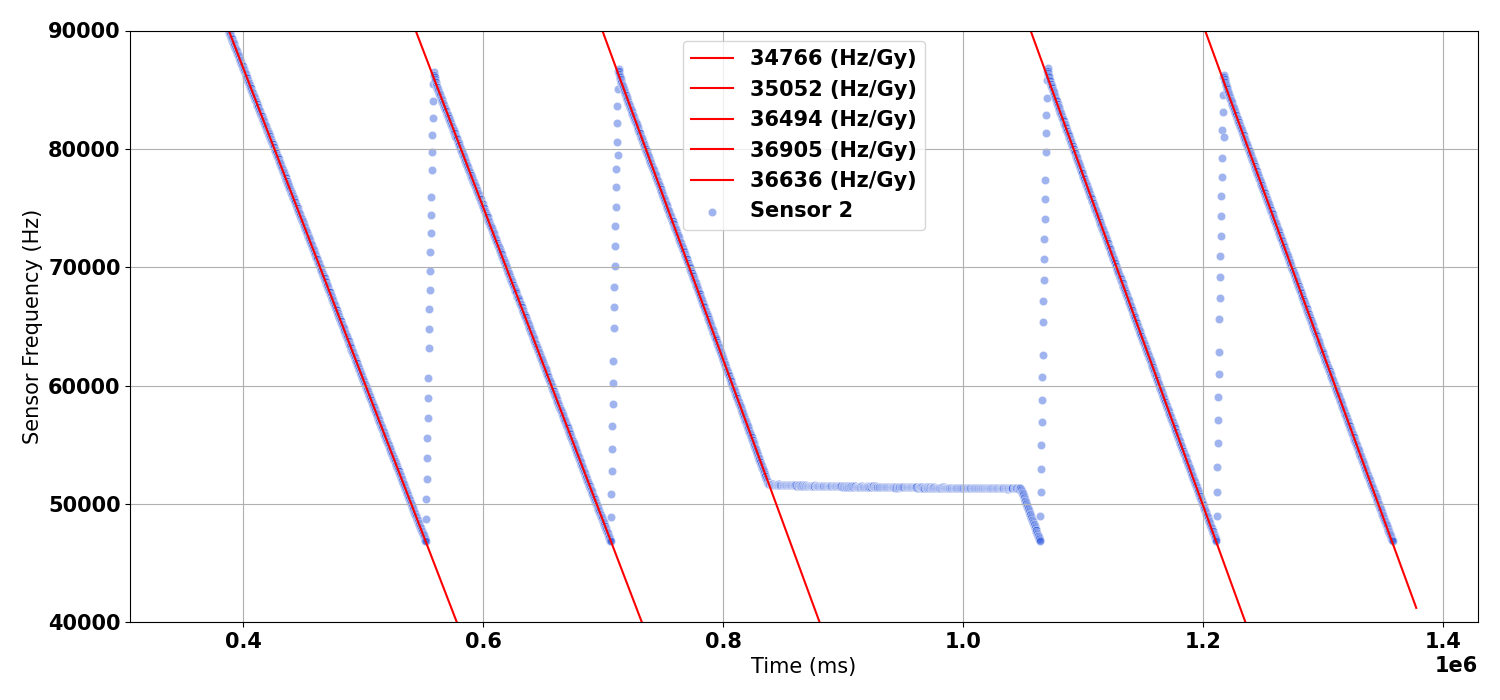 90000
80000
70000
60000
50000
40000
Sensor Frequency (Hz)
34766 (Hz/Gy)
35052 (Hz/Gy)
36494 (Hz/Gy)
36905 (Hz/Gy)
36636 (Hz/Gy)
Sensor 2
0.4 0.6 0.8 1.0 1.2 1.4
1e6
Time (ms)